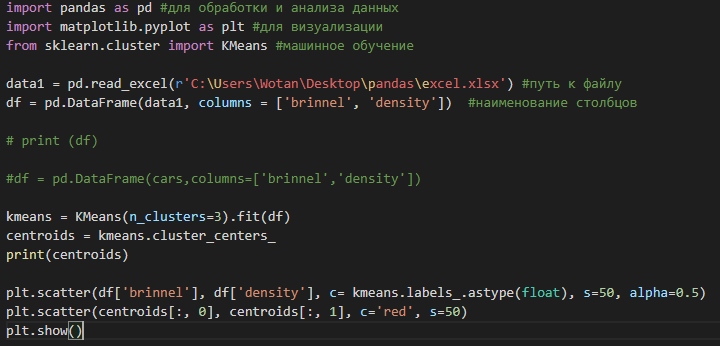 import pandas as pd #для обработки и анализа данных
import matplotlib.pyplot as plt #для визуализации
from sklearn.cluster import KMeans #машинное обучение
data1 = pd.read_excel(r'C:\Users\Wotan\Desktop\pandas\excel.xlsx') #путь к файлу
df = pd.DataFrame(data1, columns = ['brinnel', 'density'])  #наименование столбцов
# print (df)
#df = pd.DataFrame(cars,columns=['brinnel','density'])
kmeans = KMeans(n_clusters=3).fit(df)
centroids = kmeans.cluster_centers_
print(centroids)
plt.scatter(df['brinnel'], df['density'], c= kmeans.labels_.astype(float), s=50, alpha=0.5)
plt.scatter(centroids[:, 0], centroids[:, 1], c='red', s=50)
plt.show()